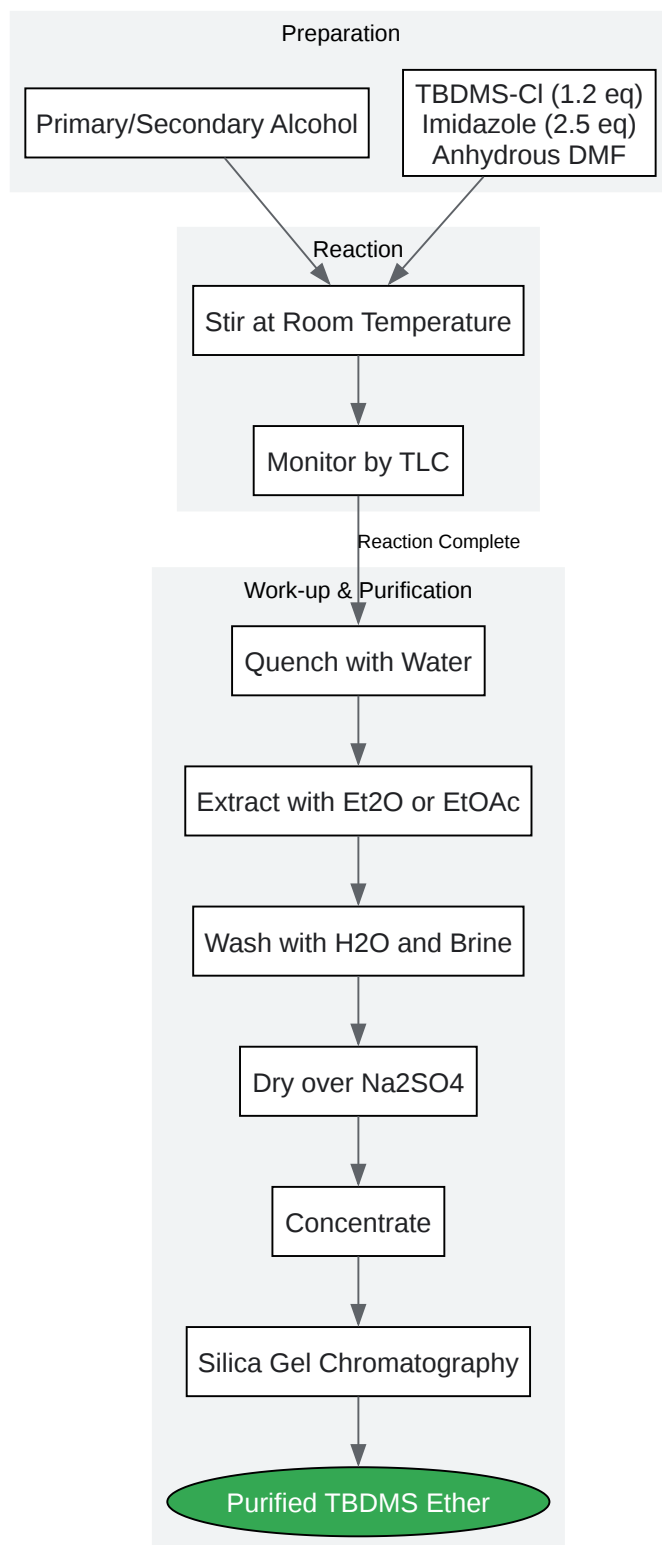 Preparation
Primary/Secondary Alcohol
TBDMS-Cl (1.2 eq)
Imidazole (2.5 eq)
Anhydrous DMF
Reaction
Stir at Room Temperature
Monitor by TLC
Reaction Complete
Work-up & Purification
Quench with Water
Extract with Et2O or EtOAc
Wash with H2O and Brine
Dry over Na2SO4
Concentrate
Silica Gel Chromatography
Purified TBDMS Ether